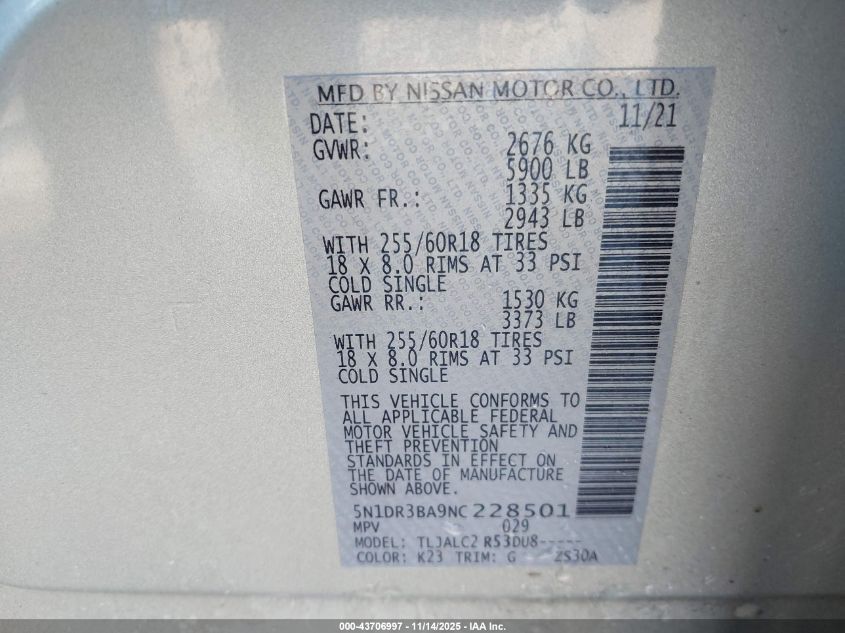 MFD BY NISSAN MOTOR CO., LTD.
DATE: 11/21
GVWR: 2676 KG
5900 LB
GAWR FR.: 1335 KG
2943 LB
WITH 255/60R18 TIRES
18 X 8.0 RIMS AT 33 PSI
COLD SINGLE
GAWR RR.: 1530 KG
3373 LB
WITH 255/60R18 TIRES
18 X 8.0 RIMS AT 33 PSI
COLD SINGLE
THIS VEHICLE CONFORMS TO
ALL APPLICABLE FEDERAL
MOTOR VEHICLE SAFETY AND
THEFT PREVENTION
STANDARDS IN EFFECT ON
THE DATE OF MANUFACTURE
SHOWN ABOVE.
5N1DR3BA9NC228501
MPV 029
MODEL: TLJALC2 R53DU8-----
COLOR: K23 TRIM: G 2S30A
000-43706997 - 11/14/2025 - IAA Inc.